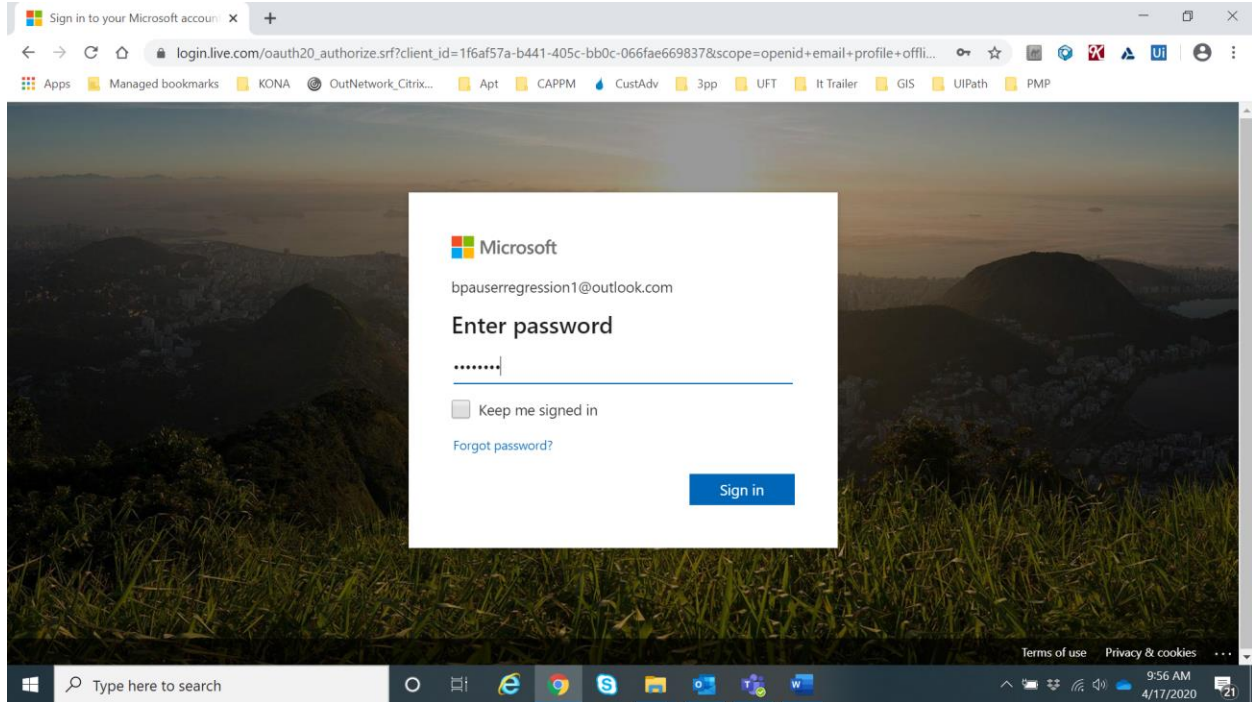 Sign in to your Microsoft accoun
login.live.com/oauth20_authorize.srf?client_id=1f6af57a-b441-405c-bb0c-066fae669837&scope=openid+email+profile+offli...
Apps Managed bookmarks KONA OutNetwork_Citrix... Apt CAPPM CustAdv 3pp UFT It Trailer GIS UIPath PMP
Microsoft
bpauserregression1@outlook.com
Enter password
Keep me signed in
Forgot password?
Sign in
Terms of use Privacy & cookies ...
Type here to search
9:56 AM
4/17/2020
21